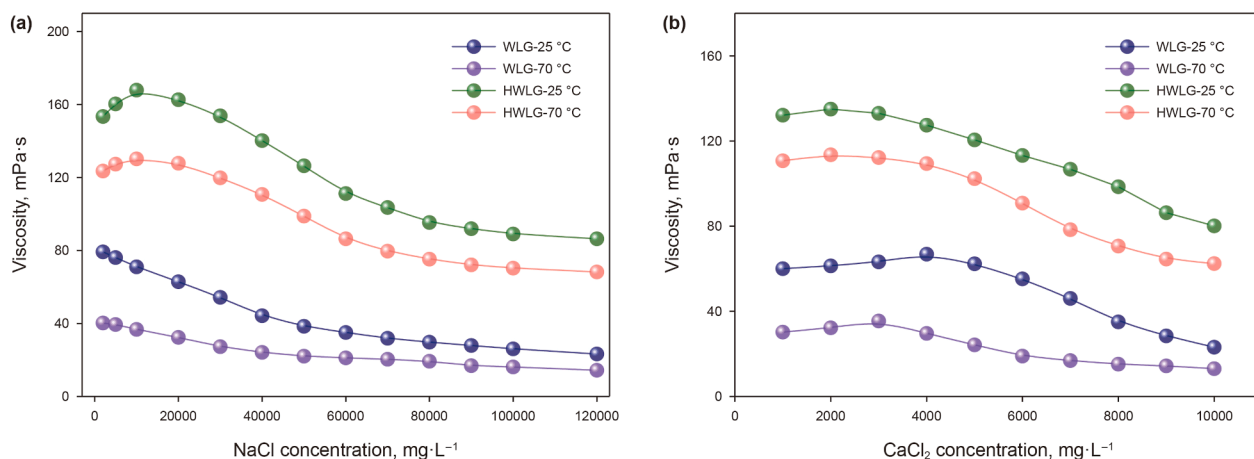 (a)
WLG-25 °C
WLG-70 °C
HWLG-25 °C
HWLG-70 °C
Viscosity, mPa·s
200
160
120
80
40
0
0 20000 40000 60000 80000 100000 120000
NaCl concentration, mg·L⁻¹
(b)
WLG-25 °C
WLG-70 °C
HWLG-25 °C
HWLG-70 °C
Viscosity, mPa·s
160
120
80
40
0
0 2000 4000 6000 8000 10000
CaCl₂ concentration, mg·L⁻¹